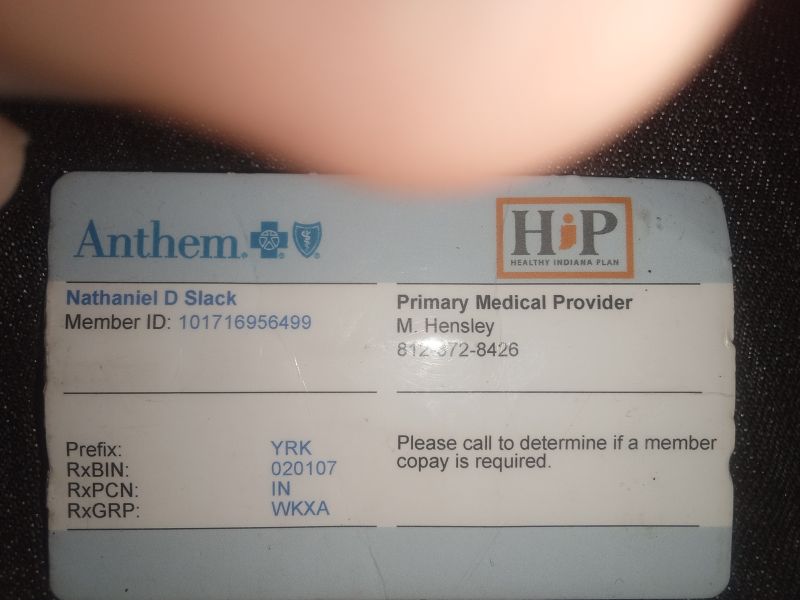 Anthem.
HiP
HEALTHY INDIANA PLAN
Nathaniel D Slack
Member ID: 101716956499
Primary Medical Provider
M. Hensley
812-372-8426
Prefix: YRK
RxBIN: 020107
RxPCN: IN
RxGRP: WKXA
Please call to determine if a member
copay is required.